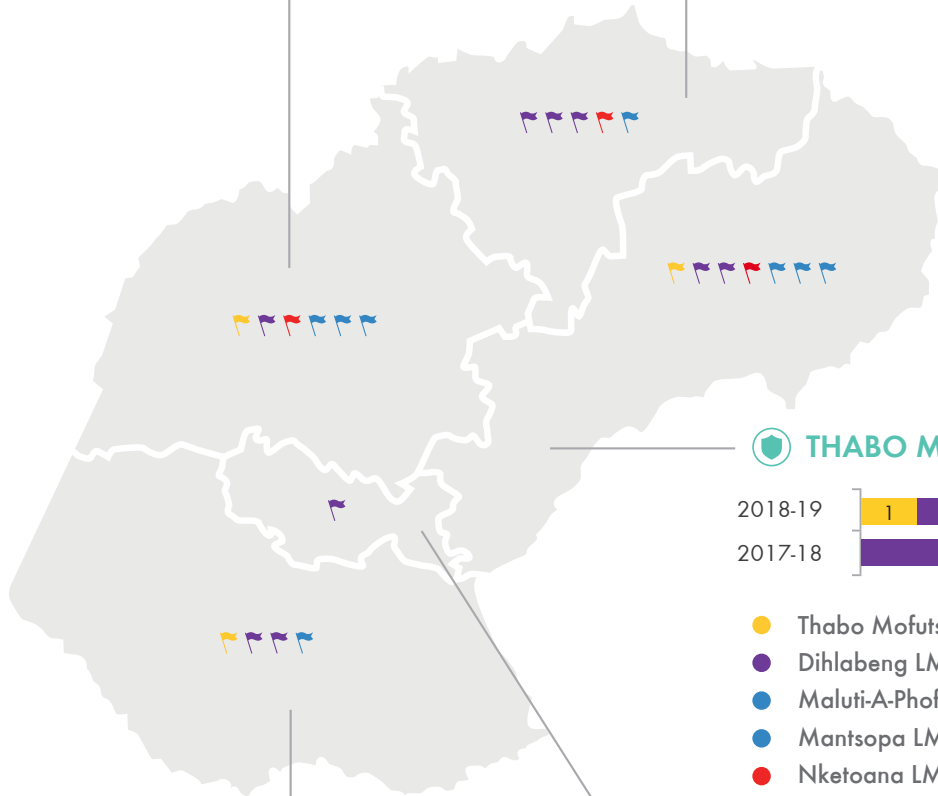 THABO M
2018-19
1
2017-18
Thabo Mofuts
Dihlabeng LM
Maluti-A-Phof
Mantsopa LM
Nketoana LM